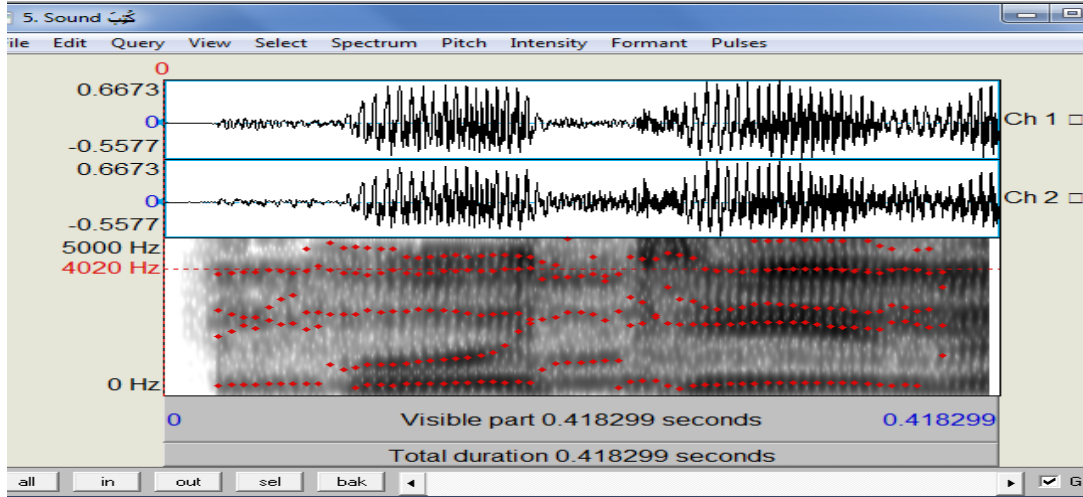 5. Sound كُتِبَ
ile Edit Query View Select Spectrum Pitch Intensity Formant Pulses
0
0.6673
0
-0.5577
Ch 1
0.6673
0
-0.5577
Ch 2
5000 Hz
4020 Hz
0 Hz
0 Visible part 0.418299 seconds 0.418299
Total duration 0.418299 seconds
all in out sel bak G